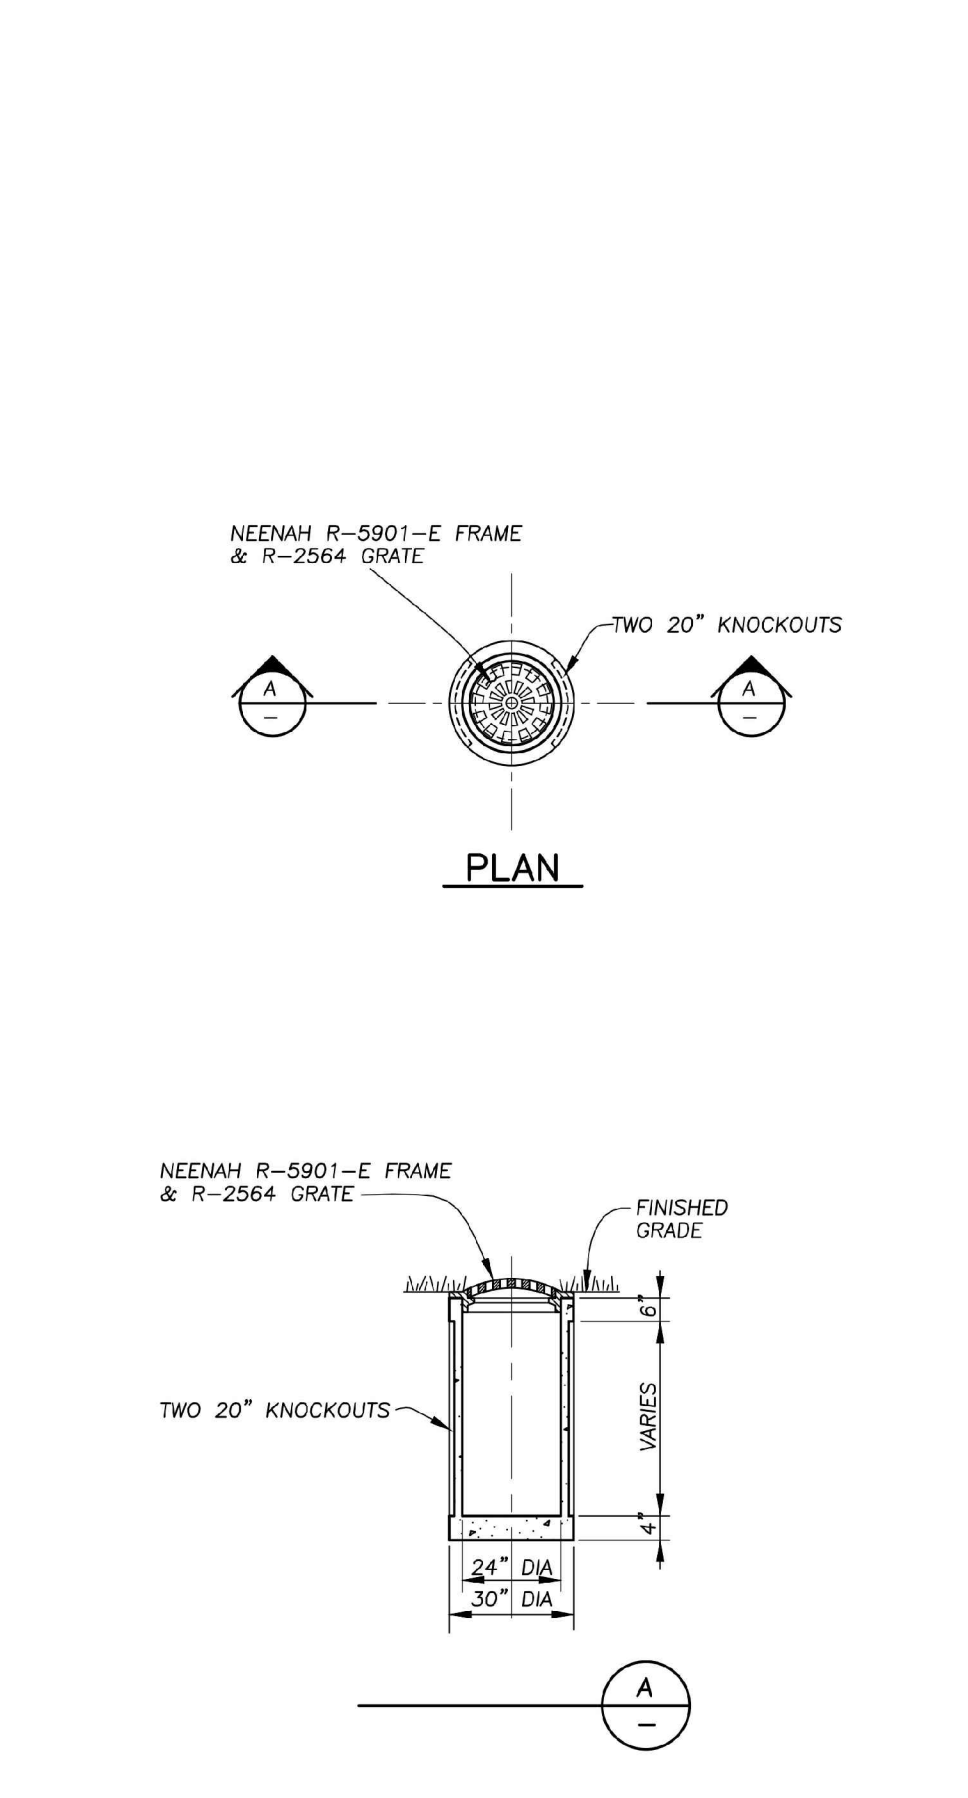 NEENAH R-5901-E FRAME
& R-2564 GRATE
TWO 20" KNOCKOUTS
A
-
A
-
PLAN
NEENAH R-5901-E FRAME
& R-2564 GRATE
FINISHED
GRADE
6"
TWO 20" KNOCKOUTS
VARIES
4"
24" DIA
30" DIA
A
-